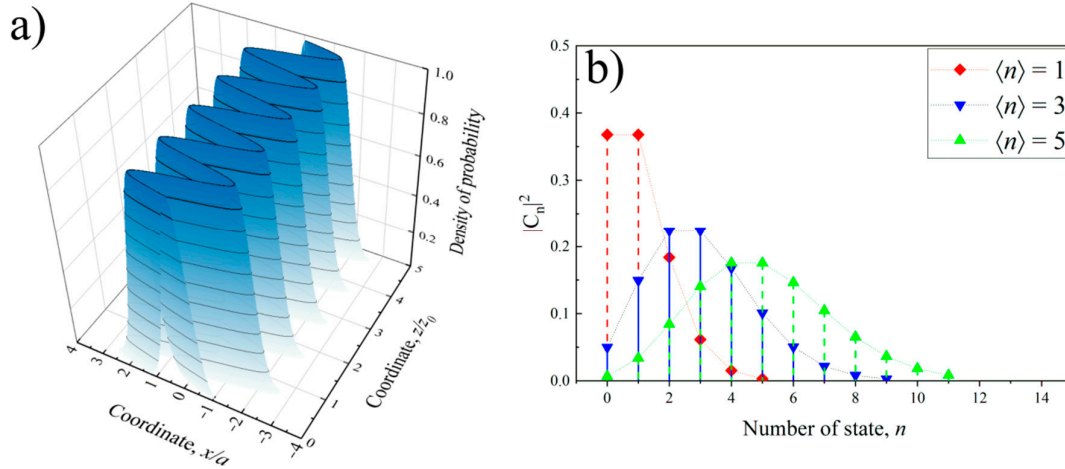 a)
1.0
0.8
0.6
0.4
0.2
Density of probability
5
4
3
2
1
0
Coordinate, z/z0
4
3
2
1
0
-1
-2
-3
-4
Coordinate, x/a
b)
0.5
0.4
0.3
0.2
0.1
0.0
|Cn|2
0 2 4 6 8 10 12 14
Number of state, n
⟨n⟩ = 1
⟨n⟩ = 3
⟨n⟩ = 5